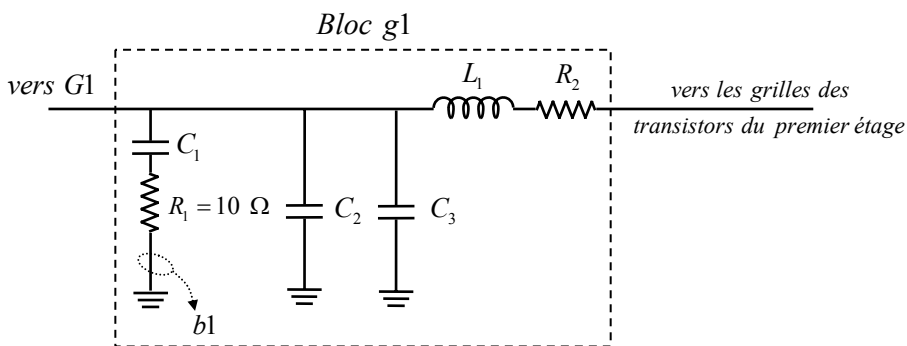 Bloc g1
vers G1
L₁
R₂
vers les grilles des
transistors du premier étage
C₁
R₁ = 10 Ω
C₂
C₃
b1